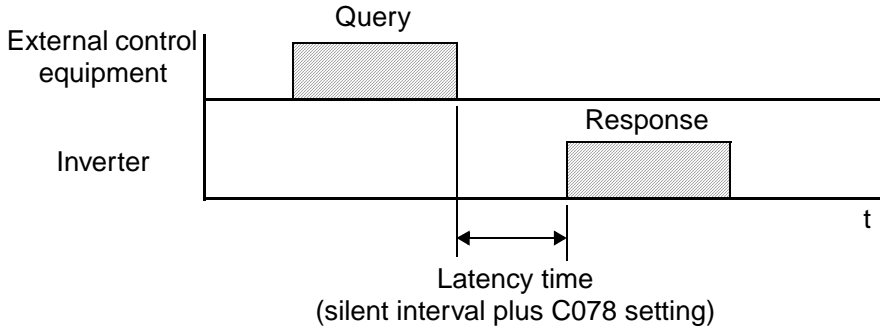 Query
External control
equipment
Response
Inverter
t
Latency time
(silent interval plus C078 setting)